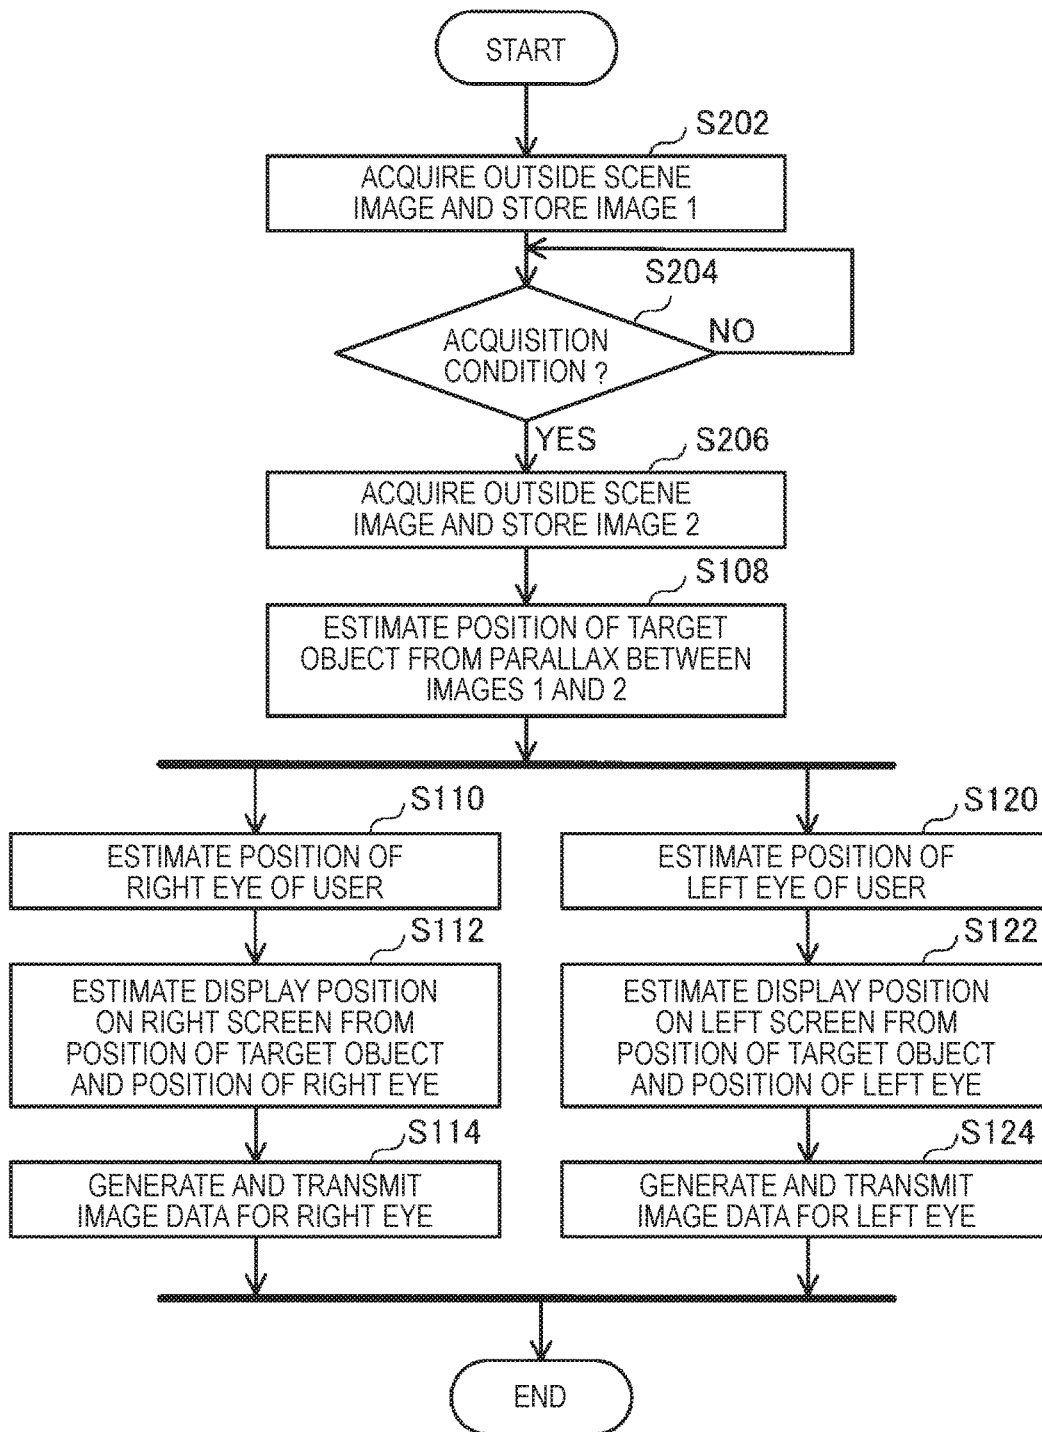 START
S202
ACQUIRE OUTSIDE SCENE
IMAGE AND STORE IMAGE 1
S204
ACQUISITION
CONDITION ?
NO
YES
S206
ACQUIRE OUTSIDE SCENE
IMAGE AND STORE IMAGE 2
S108
ESTIMATE POSITION OF TARGET
OBJECT FROM PARALLAX BETWEEN
IMAGES 1 AND 2
S110
ESTIMATE POSITION OF
RIGHT EYE OF USER
S112
ESTIMATE DISPLAY POSITION
ON RIGHT SCREEN FROM
POSITION OF TARGET OBJECT
AND POSITION OF RIGHT EYE
S114
GENERATE AND TRANSMIT
IMAGE DATA FOR RIGHT EYE
S120
ESTIMATE POSITION OF
LEFT EYE OF USER
S122
ESTIMATE DISPLAY POSITION
ON LEFT SCREEN FROM
POSITION OF TARGET OBJECT
AND POSITION OF LEFT EYE
S124
GENERATE AND TRANSMIT
IMAGE DATA FOR LEFT EYE
END